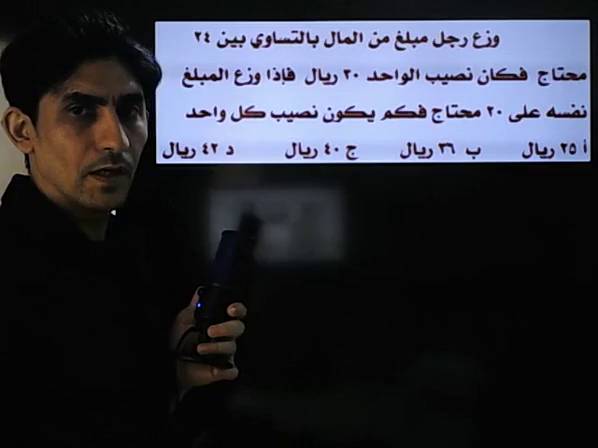 وزع رجل مبلغ من المال بالتساوي بين ٢٤
محتاج فكان نصيب الواحد ٣٠ ريال فإذا وزع المبلغ
نفسه على ٢٠ محتاج فكم يكون نصيب كل واحد
أ ٢٥ ريال ب ٣٦ ريال ج ٤٠ ريال د ٤٢ ريال